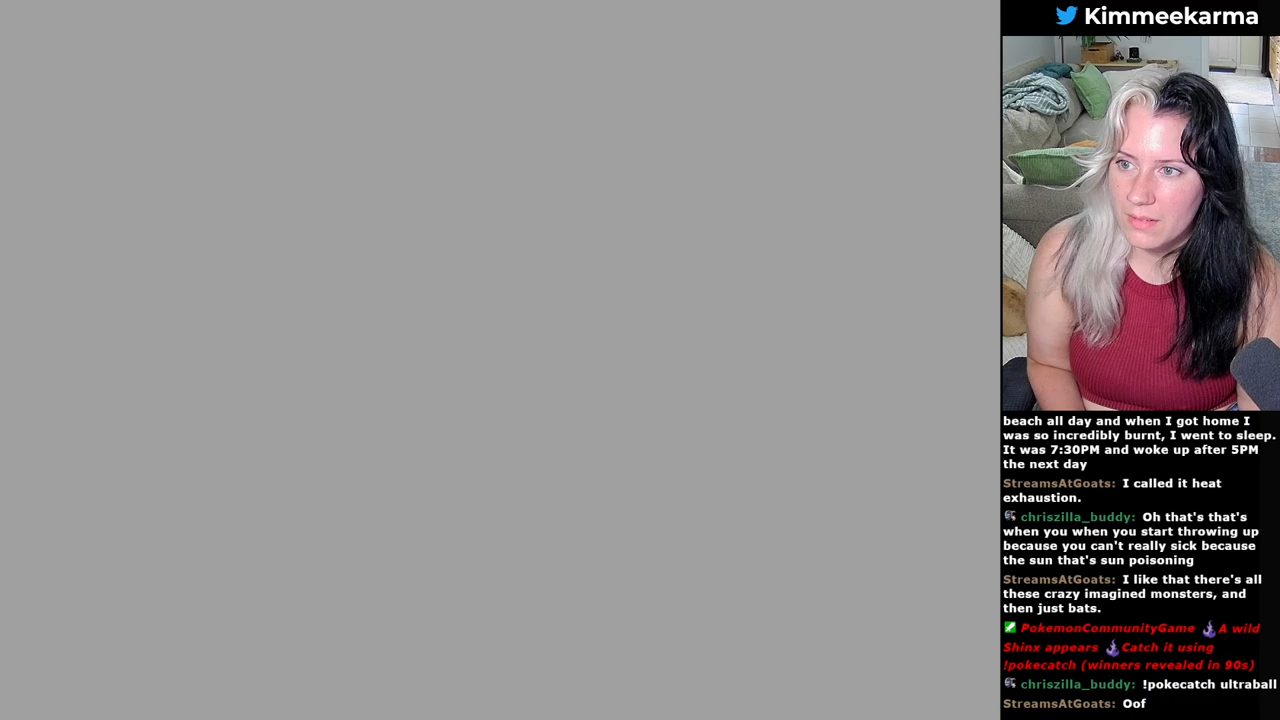 Kimmeekarma
beach all day and when I got home I
was so incredibly burnt, I went to sleep.
It was 7:30PM and woke up after 5PM
the next day
StreamsAtGoats: I called it heat
exhaustion.
chriszilla_buddy: Oh that's that's
when you when you start throwing up
because you can't really sick because
the sun that's sun poisoning
StreamsAtGoats: I like that there's all
these crazy imagined monsters, and
then just bats.
PokemonCommunityGame A wild
Shinx appears Catch it using
!pokecatch (winners revealed in 90s)
chriszilla_buddy: !pokecatch ultraball
StreamsAtGoats: Oof